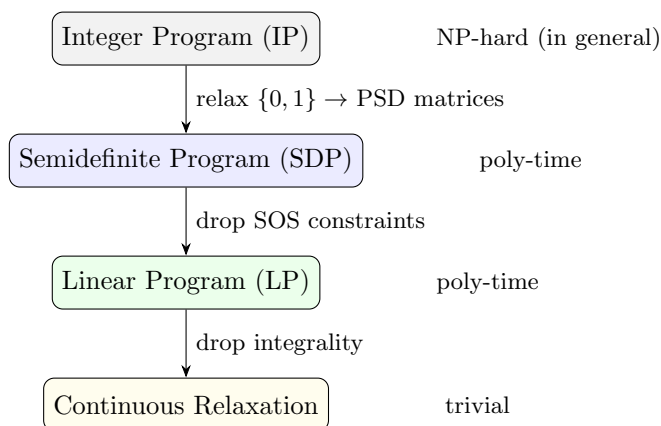 Integer Program (IP) NP-hard (in general)
relax {0, 1} → PSD matrices
Semidefinite Program (SDP) poly-time
drop SOS constraints
Linear Program (LP) poly-time
drop integrality
Continuous Relaxation trivial